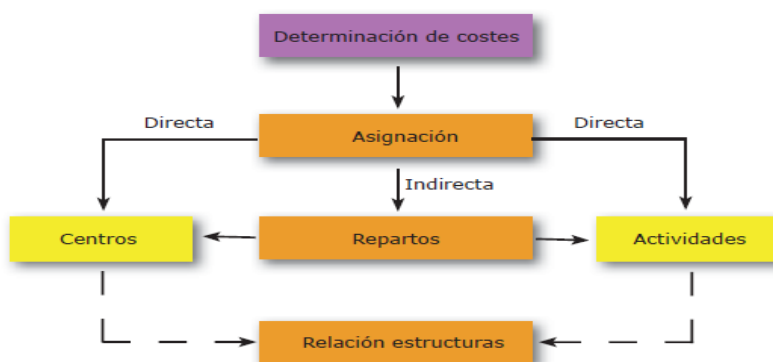 Determinación de costes
Directa
Asignación
Directa
Indirecta
Centros
Repartos
Actividades
Relación estructuras